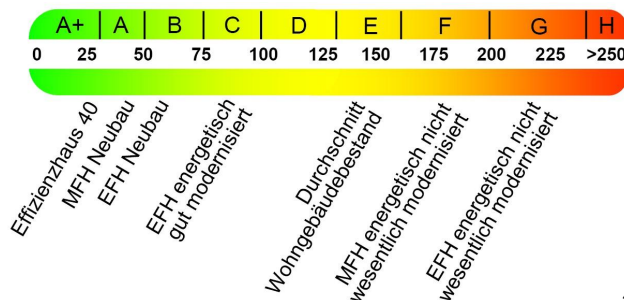 A+ A B C D E F G H
0 25 50 75 100 125 150 175 200 225 >250
Effizienzhaus 40
MFH Neubau
EFH Neubau
EFH energetisch
gut modernisiert
Durchschnitt
Wohngebäudebestand
MFH energetisch nicht
wesentlich modernisiert
EFH energetisch nicht
wesentlich modernisiert